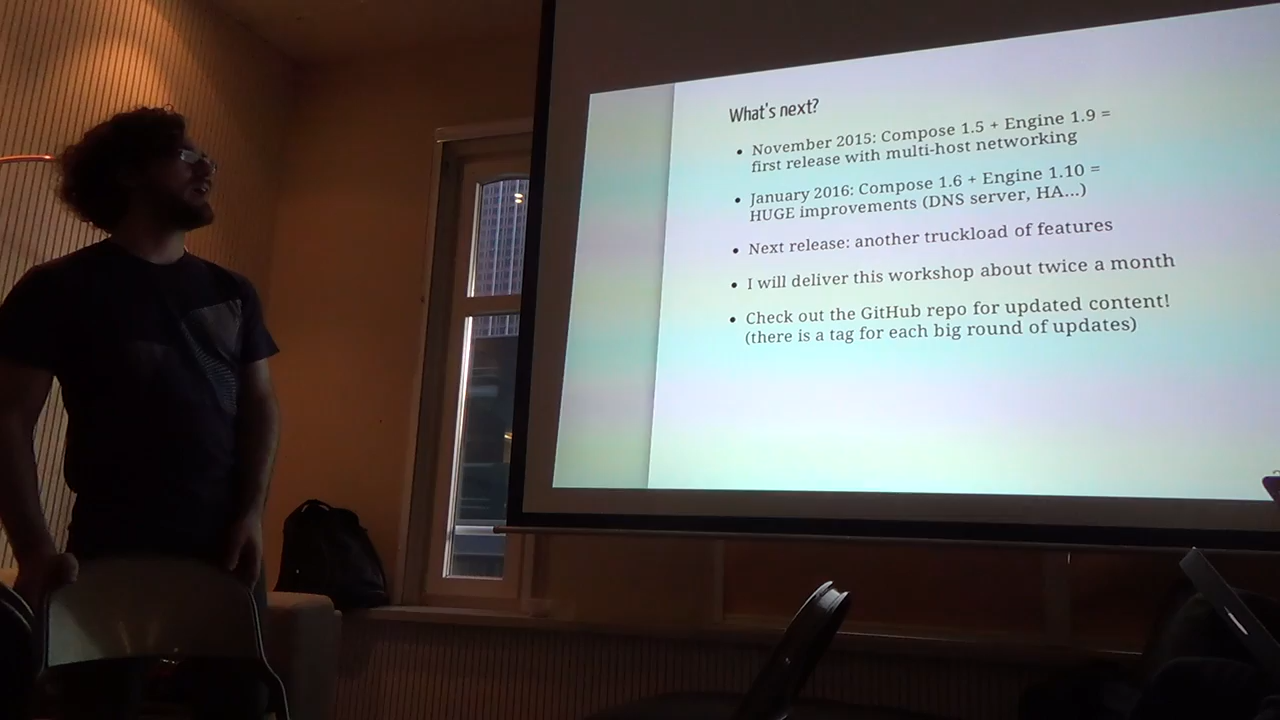 What's next?
November 2015: Compose 1.5 + Engine 1.9 =
first release with multi-host networking
January 2016: Compose 1.6 + Engine 1.10 =
HUGE improvements (DNS server, HA...)
Next release: another truckload of features
I will deliver this workshop about twice a month
Check out the GitHub repo for updated content!
(there is a tag for each big round of updates)